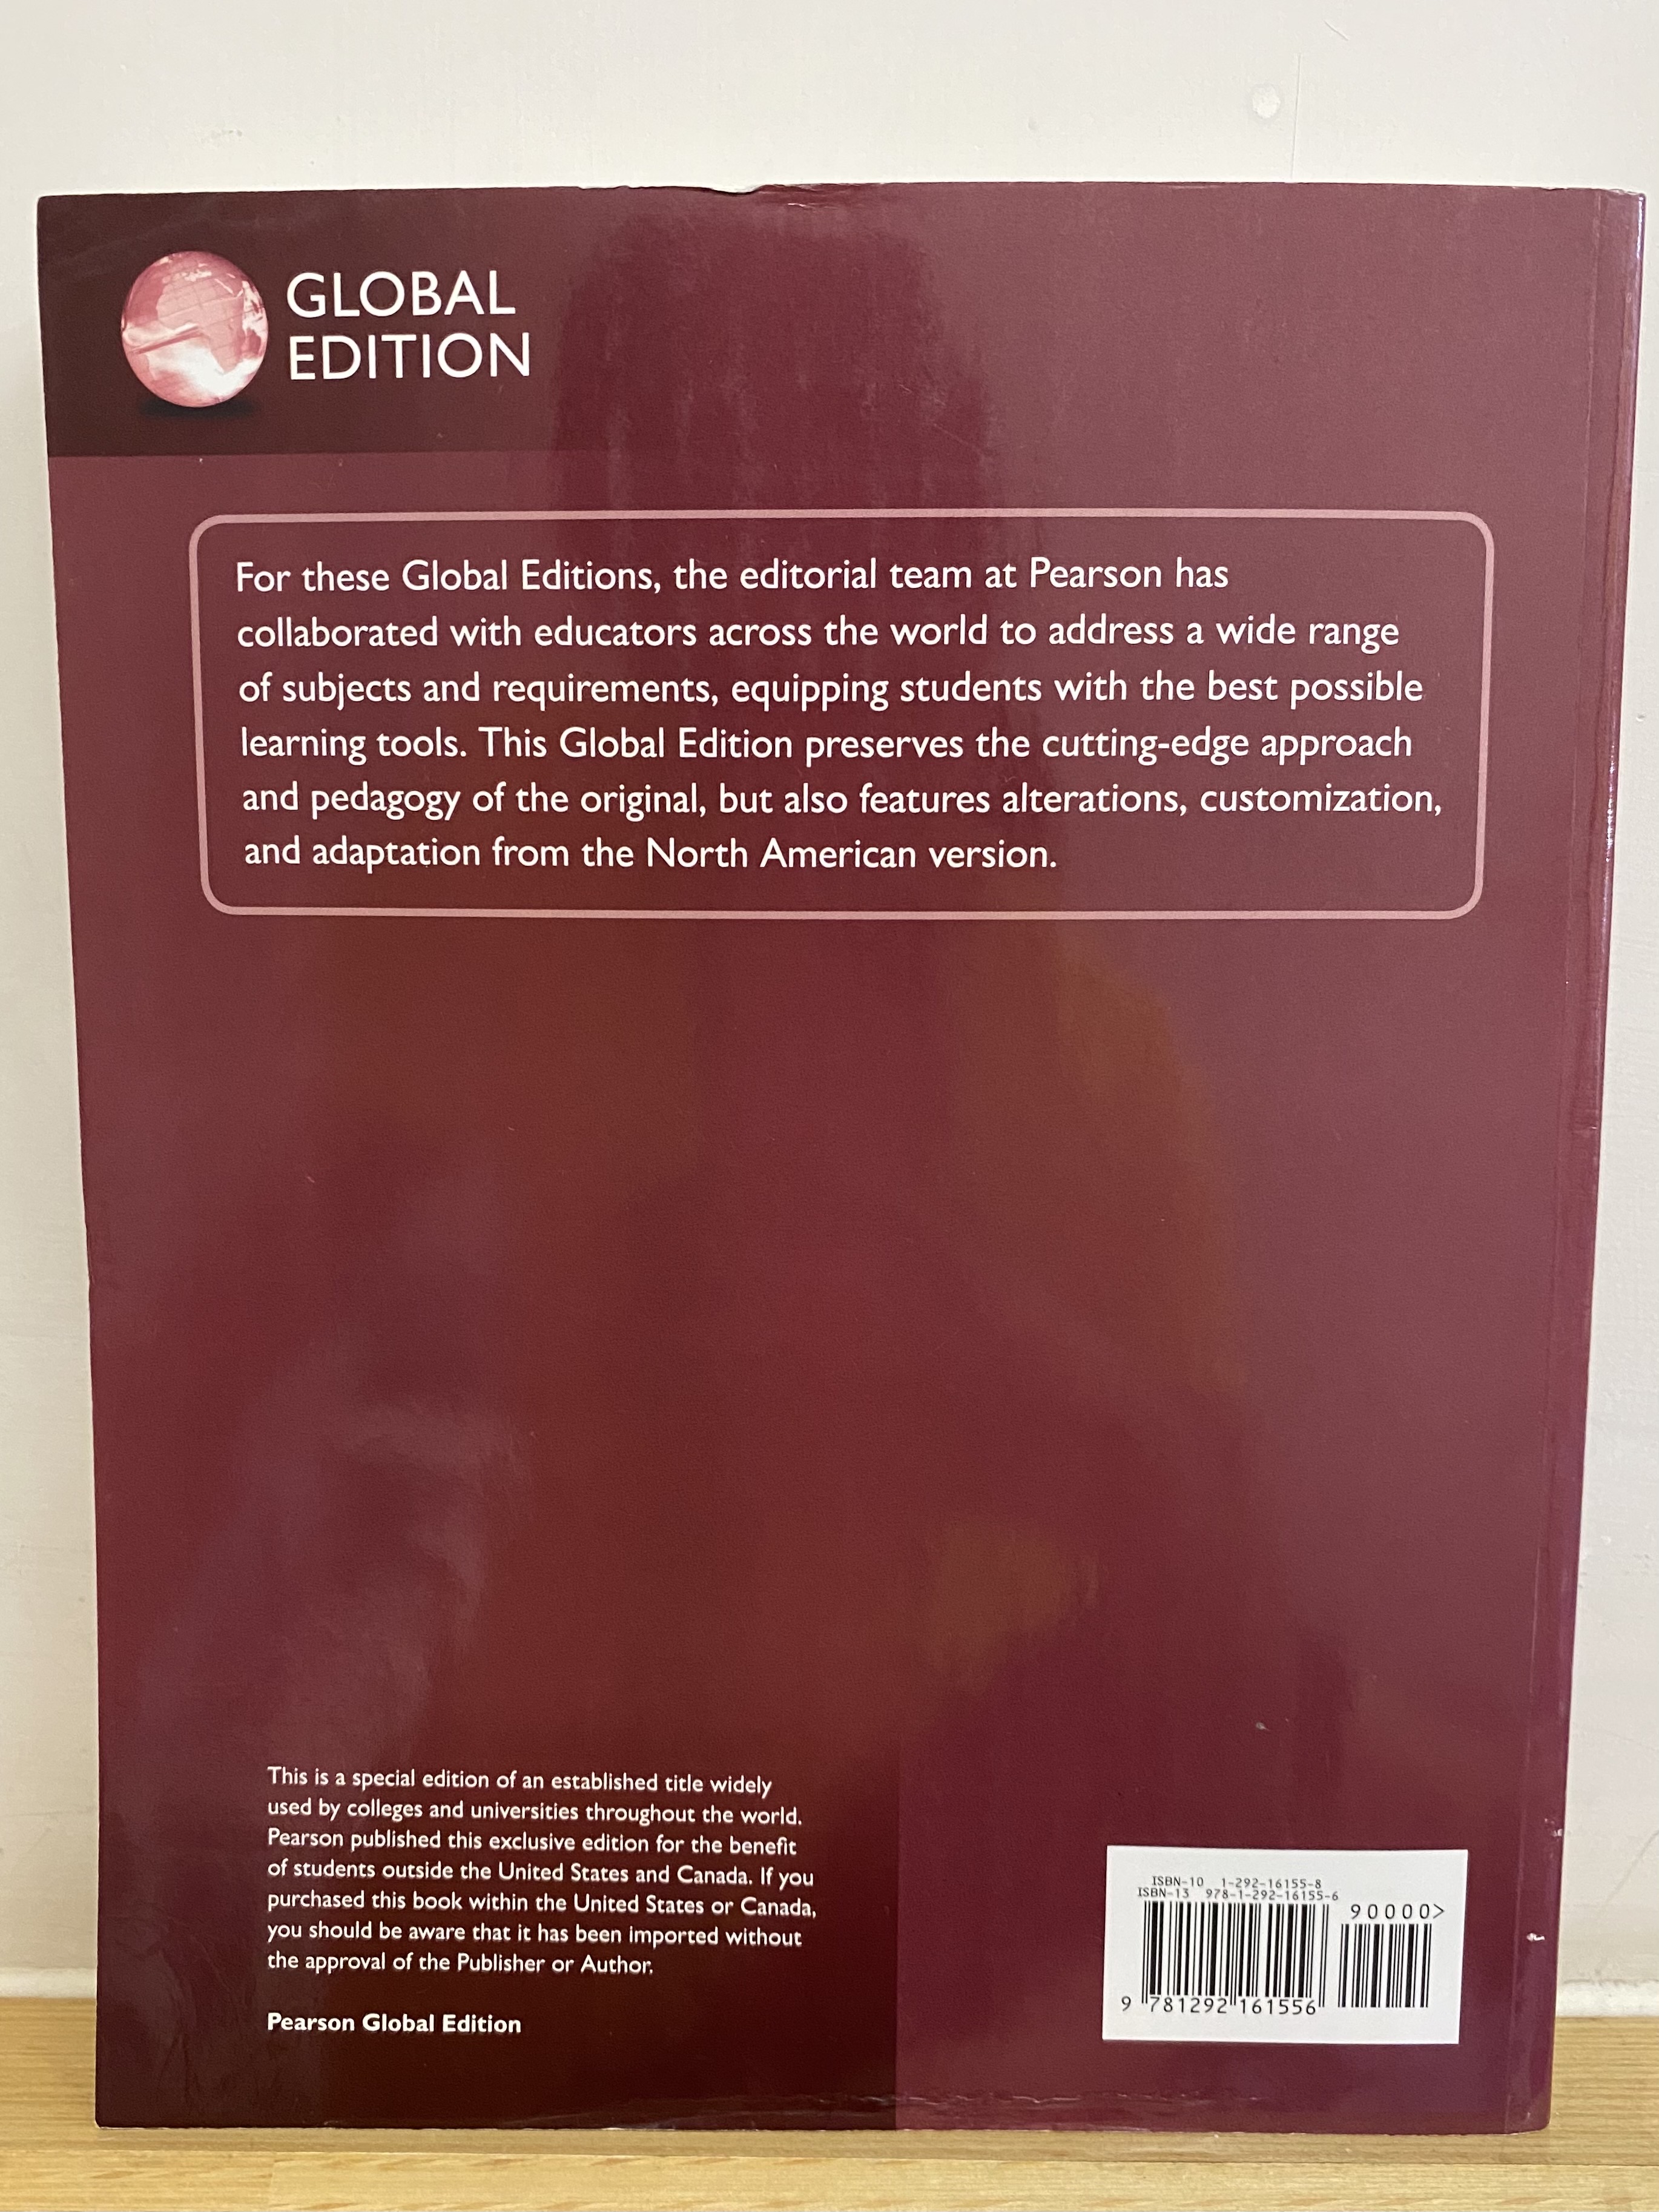 GLOBAL
EDITION
For these Global Editions, the editorial team at Pearson has
collaborated with educators across the world to address a wide range
of subjects and requirements, equipping students with the best possible
learning tools. This Global Edition preserves the cutting-edge approach
and pedagogy of the original, but also features alterations, customization,
and adaptation from the North American version.
This is a special edition of an established title widely
used by colleges and universities throughout the world.
Pearson published this exclusive edition for the benefit
of students outside the United States and Canada. If you
purchased this book within the United States or Canada,
you should be aware that it has been imported without
the approval of the Publisher or Author.
Pearson Global Edition
ISBN-10 1-292-16155-8
ISBN-13 978-1-292-16155-6
90000>
9 781292 161556